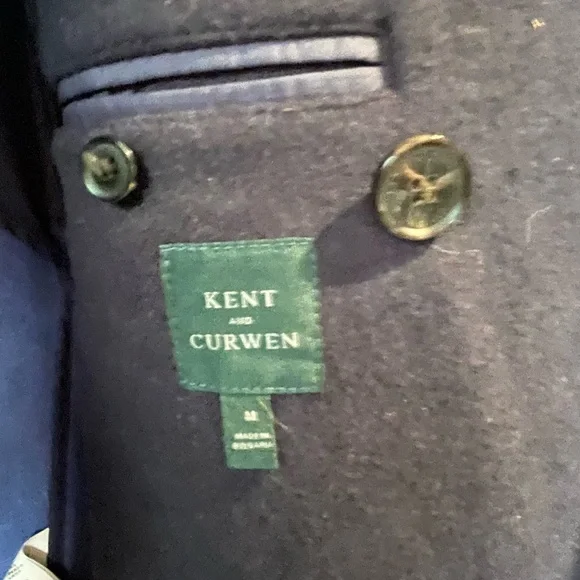 KENT
AND
CURWEN
M
MADE IN
BULGARIA